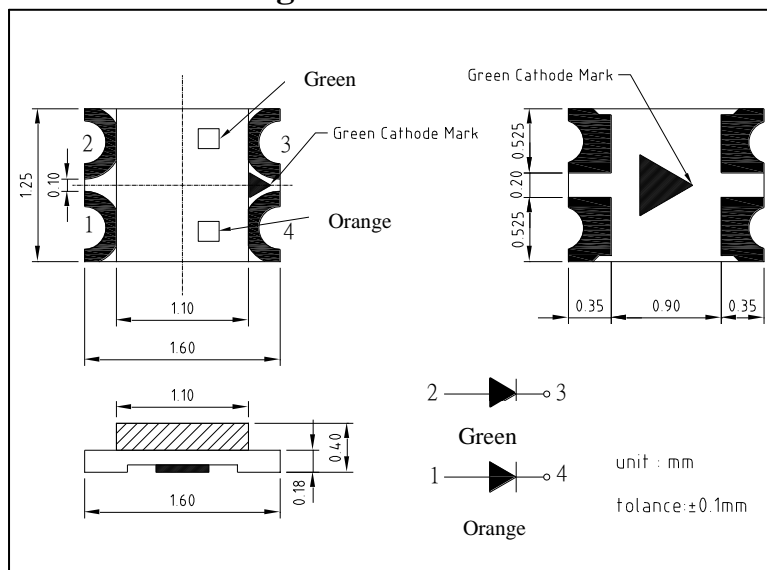 g
Green
Green Cathode Mark
2
3
Green Cathode Mark
1.25
0.10
0.525
0.20
0.525
1
4
Orange
1.10
1.60
0.35
0.90
0.35
1.10
0.40
0.18
1.60
2
3
Green
1
4
Orange
unit : mm
tolance:±0.1mm